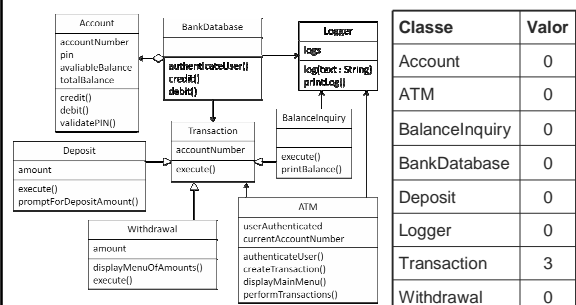 Account
accountNumber
pin
avaliableBalance
totalBalance
credit()
debit()
validatePIN()
BankDatabase
authenticateUser()
credit()
debit()
Logger
logs
log(text : String)
printLog()
Transaction
accountNumber
execute()
BalanceInquiry
execute()
printBalance()
Deposit
amount
execute()
promptForDepositAmount()
Withdrawal
amount
displayMenuOfAmounts()
execute()
ATM
userAuthenticated
currentAccountNumber
authenticateUser()
createTransaction()
displayMainMenu()
performTransactions()
Classe Valor
Account 0
ATM 0
BalanceInquiry 0
BankDatabase 0
Deposit 0
Logger 0
Transaction 3
Withdrawal 0